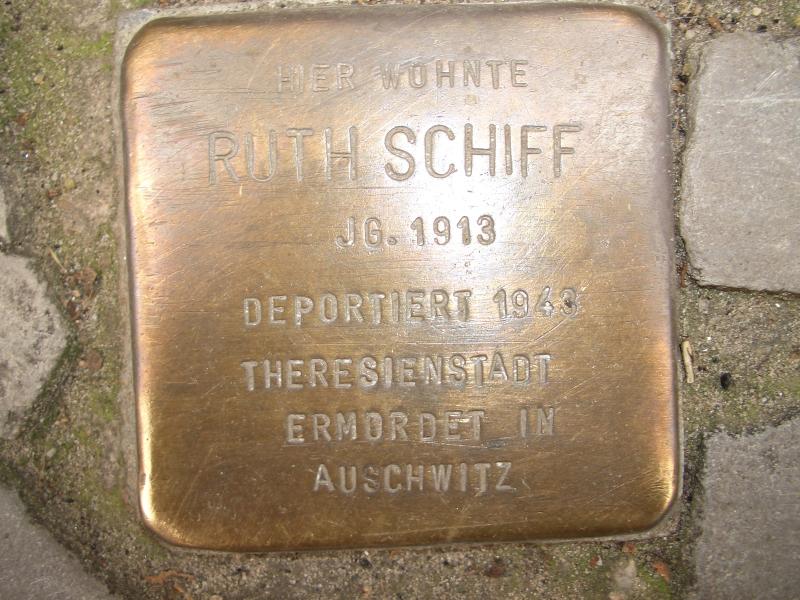 HIER WOHNTE
RUTH SCHIFF
JG. 1913
DEPORTIERT 1943
THERESIENSTADT
ERMORDET IN
AUSCHWITZ